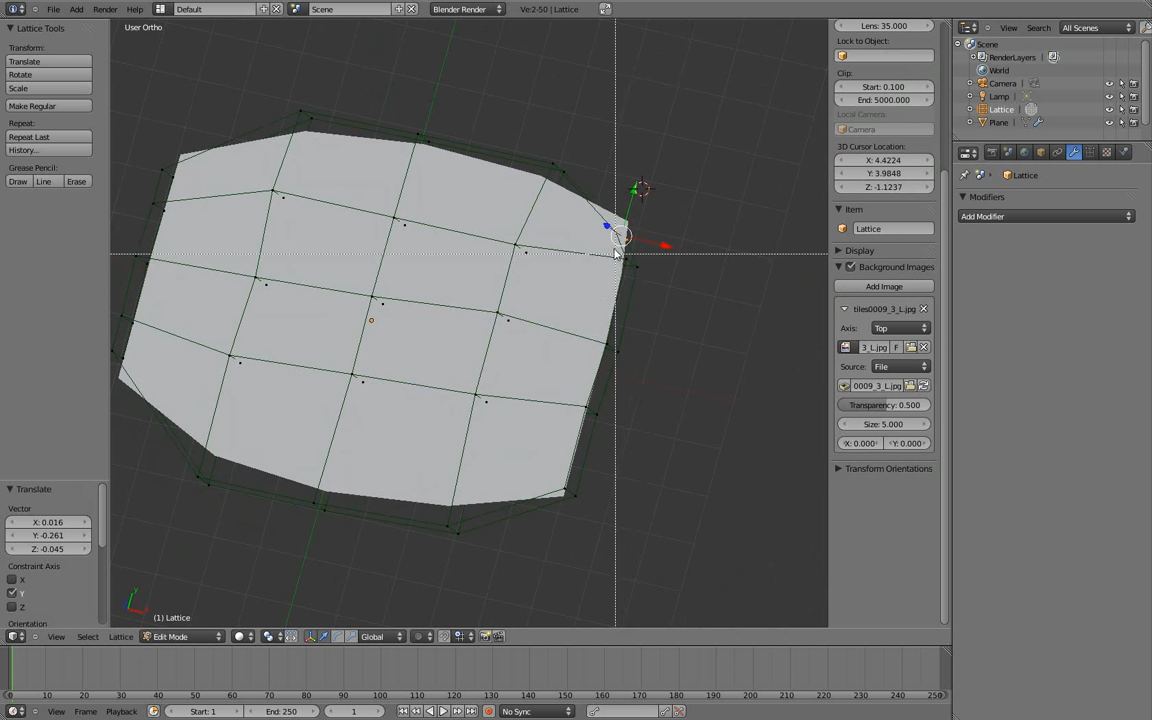 File Add Render Help Default Scene Blender Render Ve:2-50 | Lattice
Lattice Tools
Transform:
Translate
Rotate
Scale
Make Regular
Repeat:
Repeat Last
History...
Grease Pencil:
Draw Line Erase
Translate
Vector
X: 0.016
Y: -0.261
Z: -0.045
Constraint Axis
X
Y
Z
Orientation
User Ortho
(1) Lattice
Lens: 35.000
Lock to Object:
Clip:
Start: 0.100
End: 5000.000
Local Camera:
Camera
3D Cursor Location:
X: 4.4224
Y: 3.9848
Z: -1.1237
Item
Lattice
Display
Background Images
Add Image
tiles0009_3_L.jpg
Axis: Top
3_L.jpg F
Source: File
0009_3_L.jpg
Transparency: 0.500
Size: 5.000
X: 0.000 Y: 0.000
Transform Orientations
View Search All Scenes
Scene
RenderLayers
World
Camera
Lamp
Lattice
Plane
Lattice
Modifiers
Add Modifier
View Select Lattice Edit Mode Global
0 10 20 30 40 50 60 70 80 90 100 110 120 130 140 150 160 170 180 190 200 210 220 230 240 250
View Frame Playback Start: 1 End: 250 1 No Sync